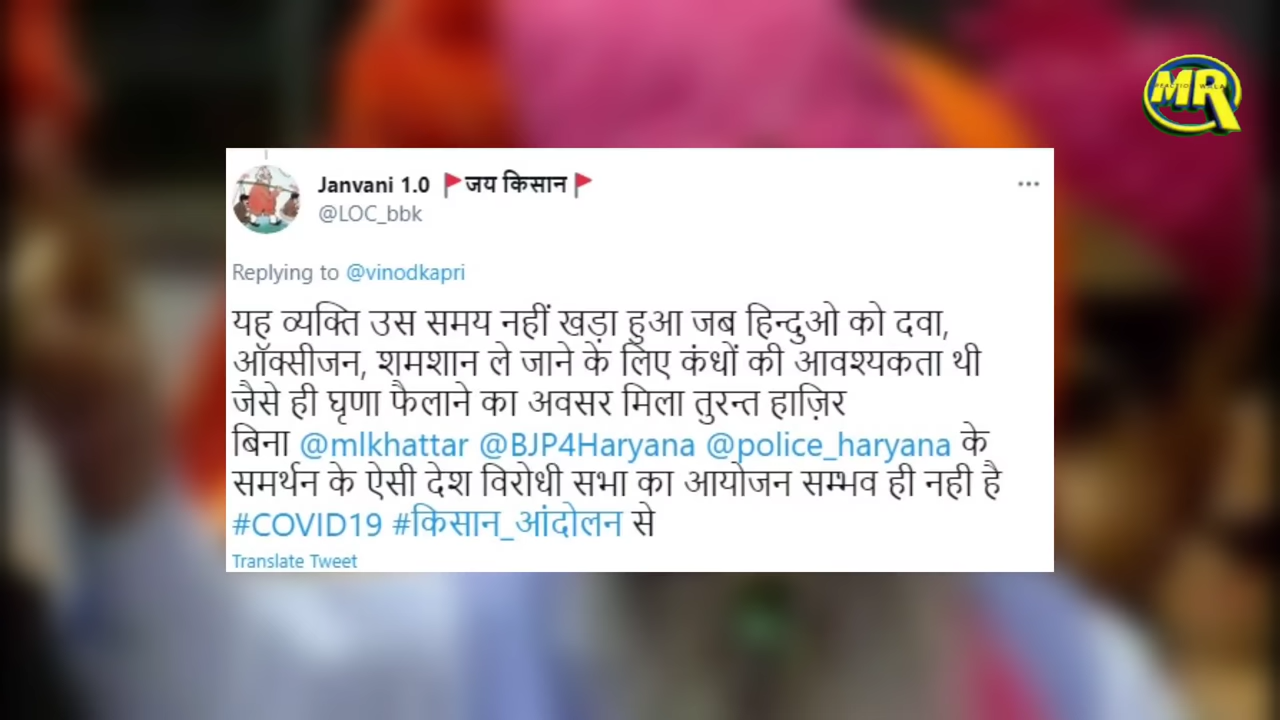 MR
REACTION WALA
Janvani 1.0 🚩जय किसान🚩
@LOC_bbk
Replying to @vinodkapri
यह व्यक्ति उस समय नहीं खड़ा हुआ जब हिन्दुओ को दवा,
ऑक्सीजन, शमशान ले जाने के लिए कंधों की आवश्यकता थी
जैसे ही घृणा फैलाने का अवसर मिला तुरन्त हाज़िर
बिना @mlkhattar @BJP4Haryana @police_haryana के
समर्थन के ऐसी देश विरोधी सभा का आयोजन सम्भव ही नही है
#COVID19 #किसान_आंदोलन से
Translate Tweet